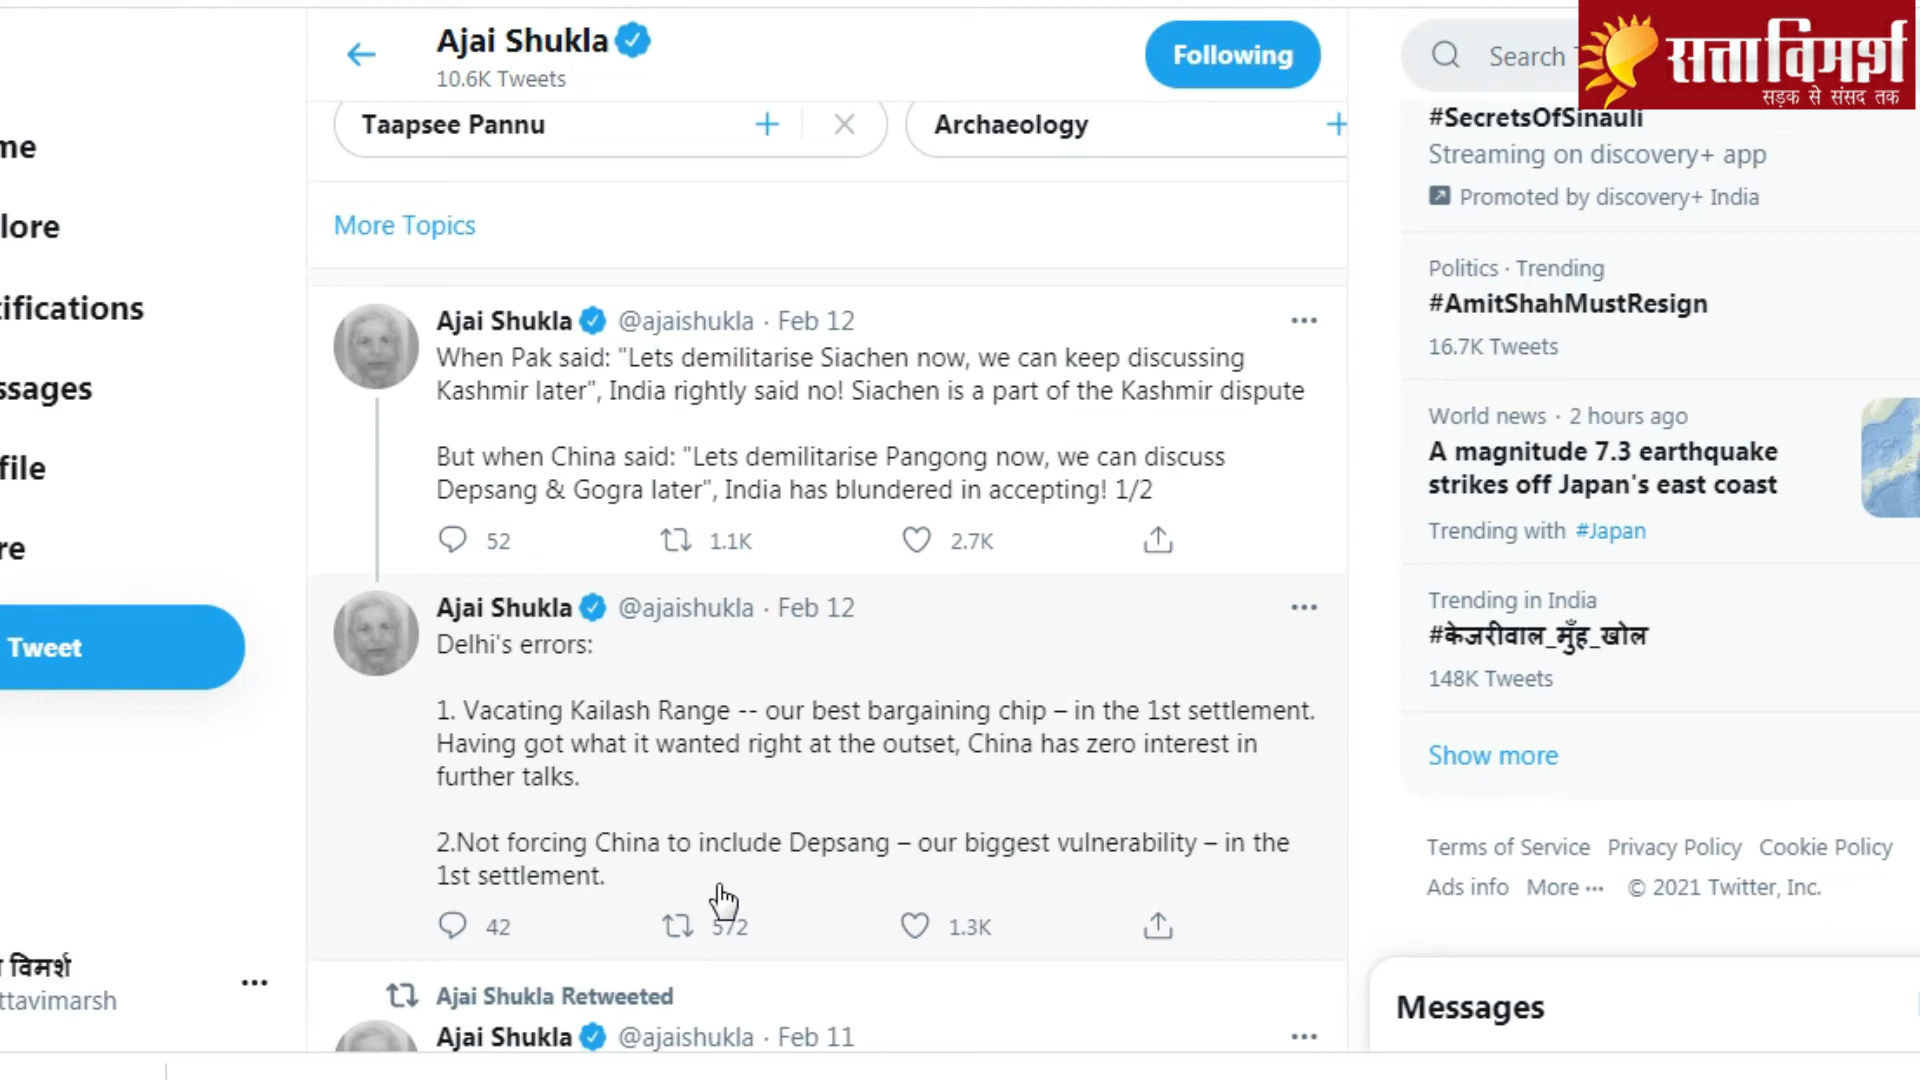 Ajai Shukla
10.6K Tweets
Following
Search
सत्ता विमर्श
सड़क से संसद तक
me
lore
ifications
ssages
file
re
Tweet
विमर्श
ttavimarsh
Taapsee Pannu
Archaeology
More Topics
Ajai Shukla @ajaishukla · Feb 12
When Pak said: "Lets demilitarise Siachen now, we can keep discussing
Kashmir later", India rightly said no! Siachen is a part of the Kashmir dispute
But when China said: "Lets demilitarise Pangong now, we can discuss
Depsang & Gogra later", India has blundered in accepting! 1/2
52 1.1K 2.7K
Ajai Shukla @ajaishukla · Feb 12
Delhi's errors:
1. Vacating Kailash Range -- our best bargaining chip – in the 1st settlement.
Having got what it wanted right at the outset, China has zero interest in
further talks.
2.Not forcing China to include Depsang – our biggest vulnerability – in the
1st settlement.
42 572 1.3K
Ajai Shukla Retweeted
Ajai Shukla @ajaishukla · Feb 11
#SecretsOfSinauli
Streaming on discovery+ app
Promoted by discovery+ India
Politics · Trending
#AmitShahMustResign
16.7K Tweets
World news · 2 hours ago
A magnitude 7.3 earthquake
strikes off Japan's east coast
Trending with #Japan
Trending in India
#केजरीवाल_मुँह_खोल
148K Tweets
Show more
Terms of Service Privacy Policy Cookie Policy
Ads info More ··· © 2021 Twitter, Inc.
Messages